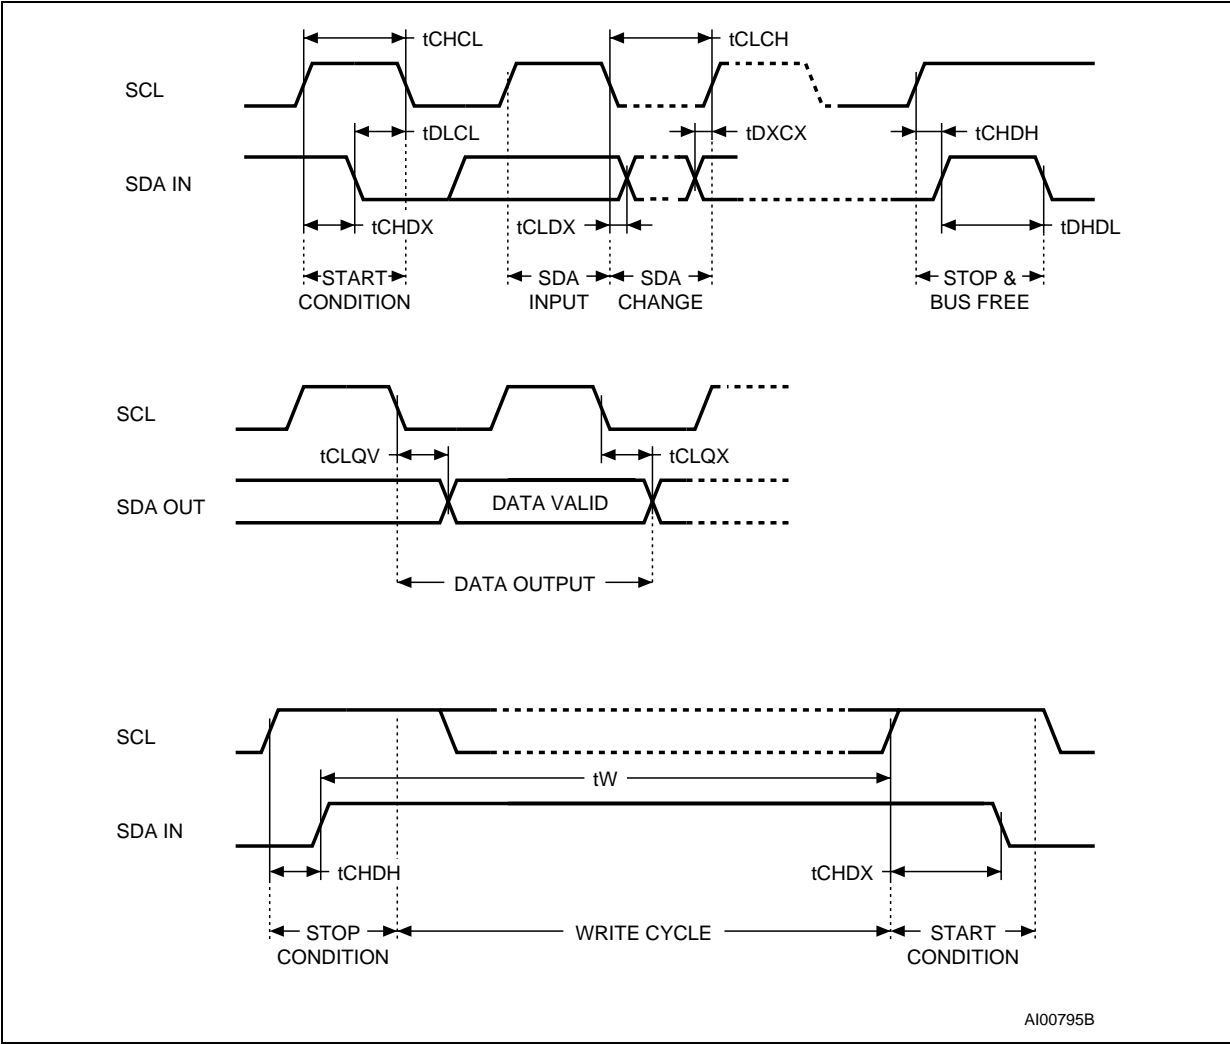 tCHCL
tCLCH
SCL
tDLCL
tDXCX
tCHDH
SDA IN
tCHDX
tCLDX
tDHDL
START
CONDITION
SDA
INPUT
SDA
CHANGE
STOP &
BUS FREE
SCL
tCLQV
tCLQX
SDA OUT
DATA VALID
DATA OUTPUT
SCL
tW
SDA IN
tCHDH
tCHDX
STOP
CONDITION
WRITE CYCLE
START
CONDITION
AI00795B